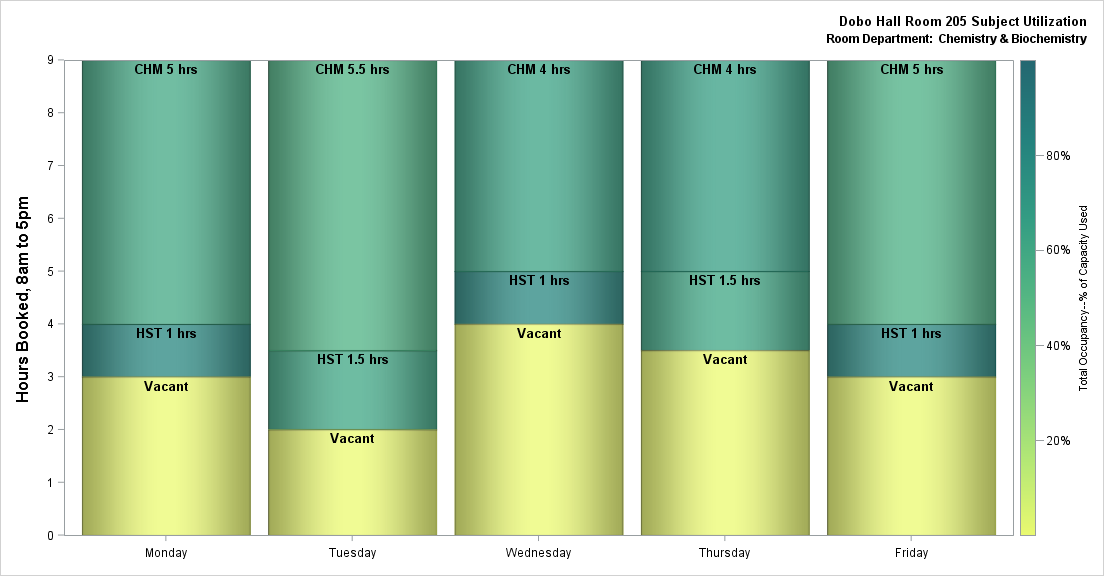 Dobo Hall Room 205 Subject Utilization
Room Department: Chemistry & Biochemistry
Hours Booked, 8am to 5pm
9
8
7
6
5
4
3
2
1
0
CHM 5 hrs
HST 1 hrs
Vacant
CHM 5.5 hrs
HST 1.5 hrs
Vacant
CHM 4 hrs
HST 1 hrs
Vacant
CHM 4 hrs
HST 1.5 hrs
Vacant
CHM 5 hrs
HST 1 hrs
Vacant
Monday
Tuesday
Wednesday
Thursday
Friday
80%
60%
40%
20%
Total Occupancy--% of Capacity Used